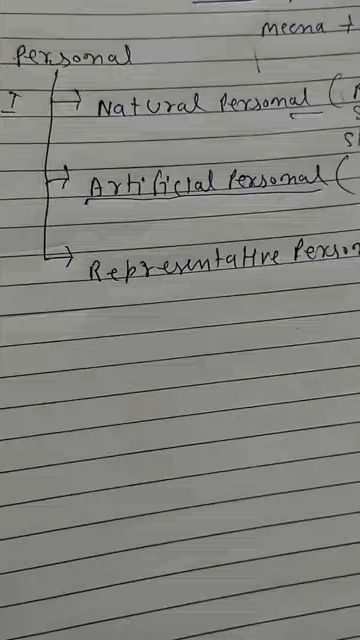 Meena +
Personal
I Natural Personal (
Artificial Personal (
Representative Person